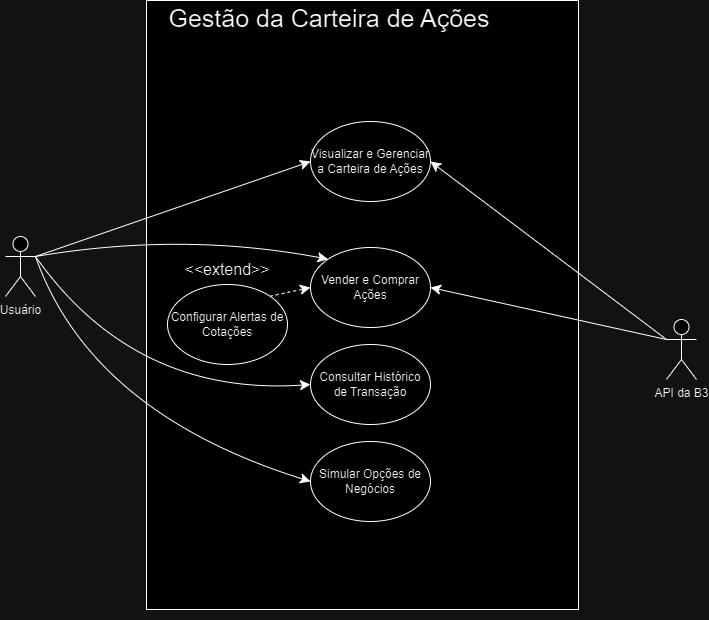 Gestão da Carteira de Ações
Visualizar e Gerenciar
a Carteira de Ações
Usuário
<<extend>>
Vender e Comprar
Ações
Configurar Alertas de
Cotações
Consultar Histórico
de Transação
API da B3
Simular Opções de
Negócios